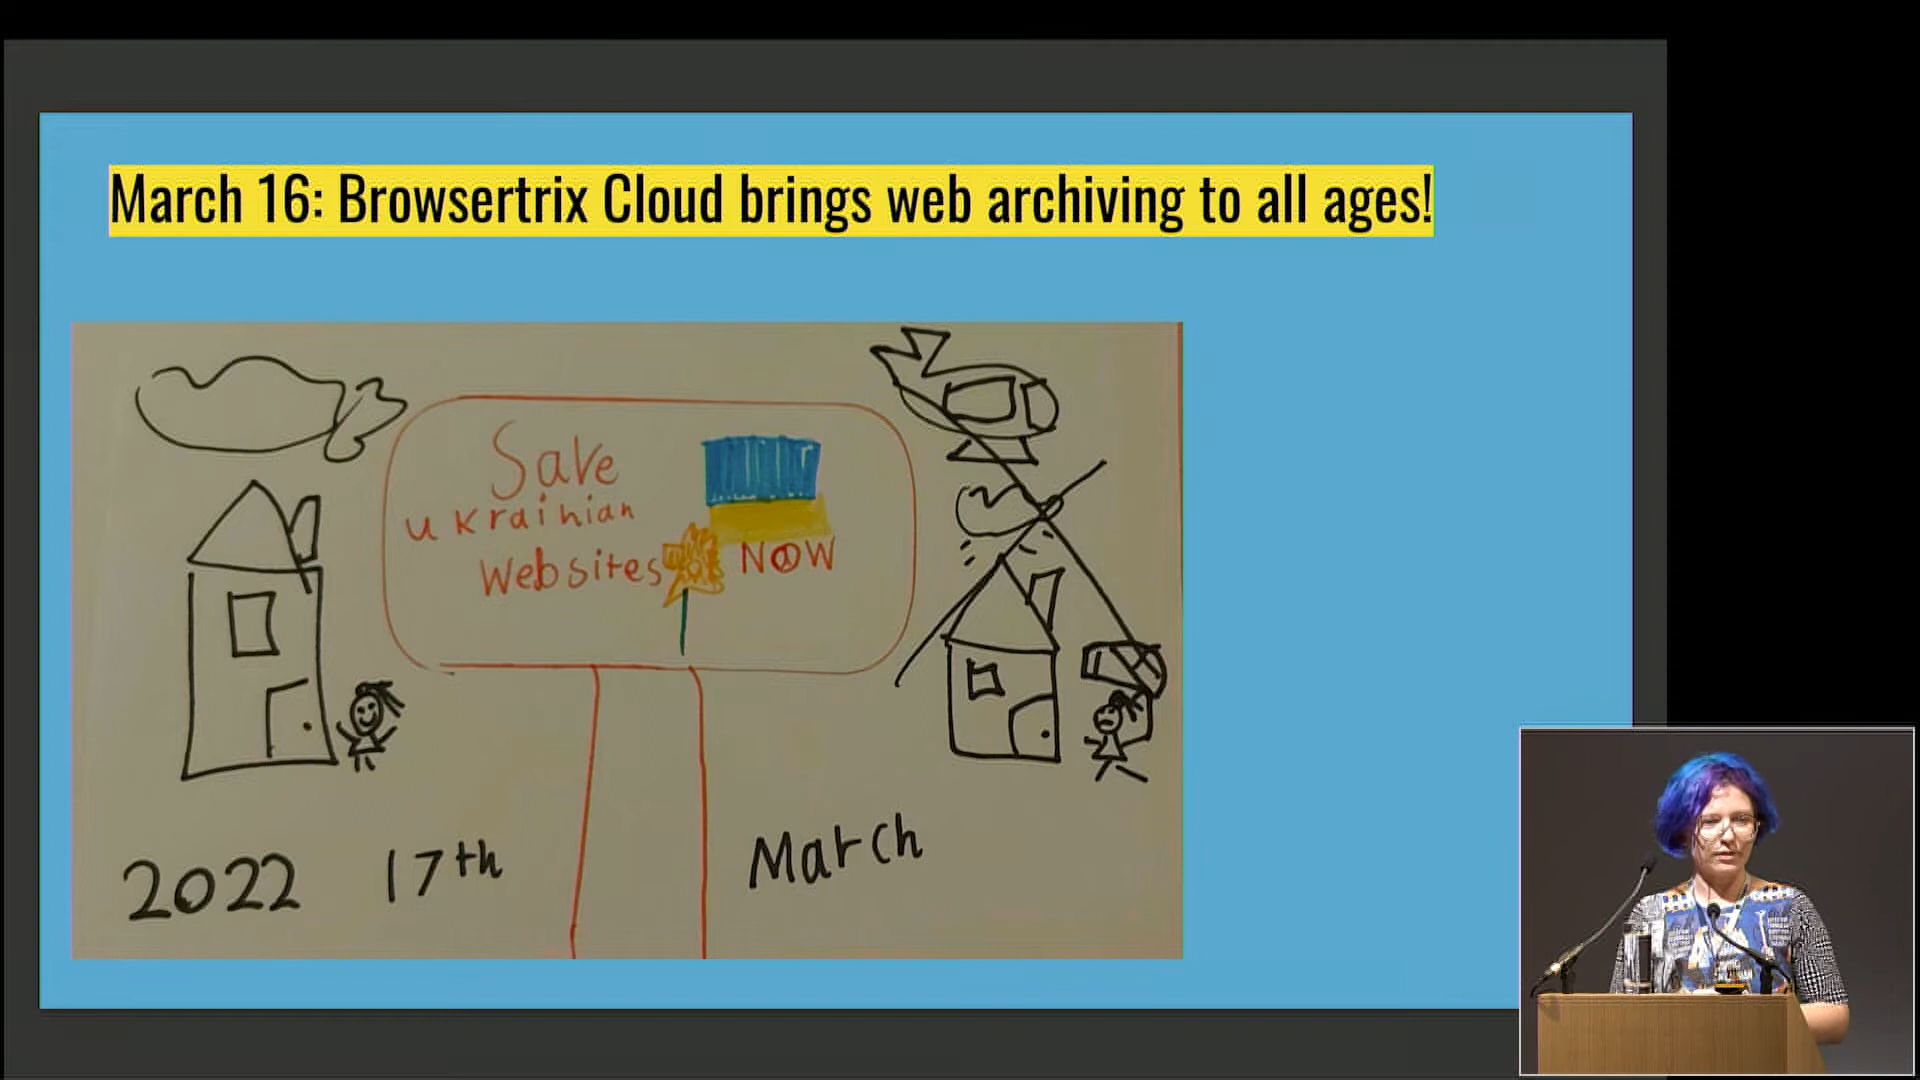 March 16: Browsertrix Cloud brings web archiving to all ages!
Save
ukrainian
Websites
NOW
2022 17th March